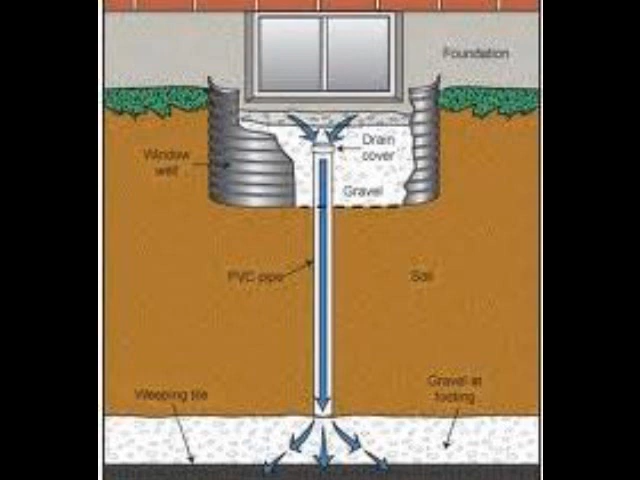 Foundation
Drain
cover
Window
well
Gravel
PVC pipe
Soil
Gravel at
footing
Weeping tile